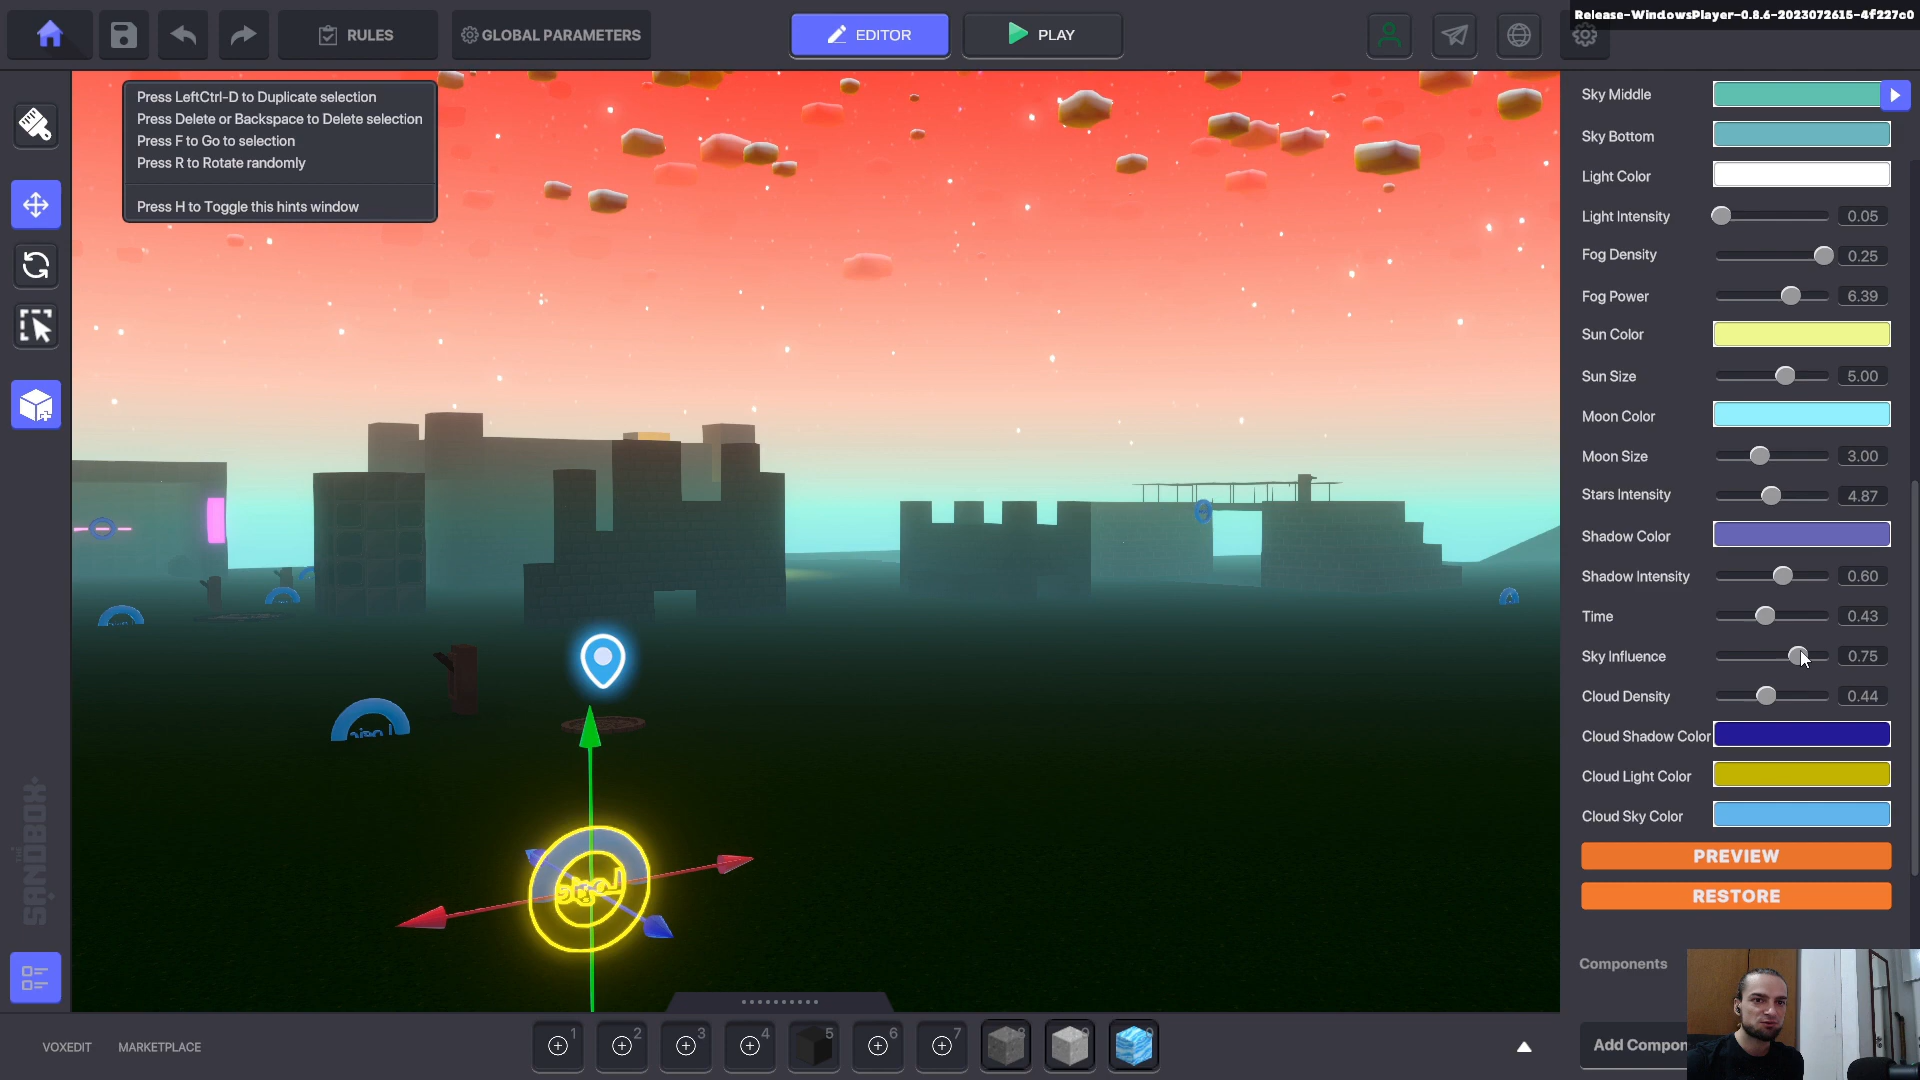 Release-WindowsPlayer-0.8.6-2023072615-4f227c0
RULES
GLOBAL PARAMETERS
EDITOR
PLAY
Press LeftCtrl-D to Duplicate selection
Press Delete or Backspace to Delete selection
Press F to Go to selection
Press R to Rotate randomly
Press H to Toggle this hints window
Sky Middle
Sky Bottom
Light Color
Light Intensity 0.05
Fog Density 0.25
Fog Power 6.39
Sun Color
Sun Size 5.00
Moon Color
Moon Size 3.00
Stars Intensity 4.87
Shadow Color
Shadow Intensity 0.60
Time 0.43
Sky Influence 0.75
Cloud Density 0.44
Cloud Shadow Color
Cloud Light Color
Cloud Sky Color
PREVIEW
RESTORE
Components
Add Compon
THE SANDBOX
Logic
VOXEDIT
MARKETPLACE
1
2
3
4
5
6
7